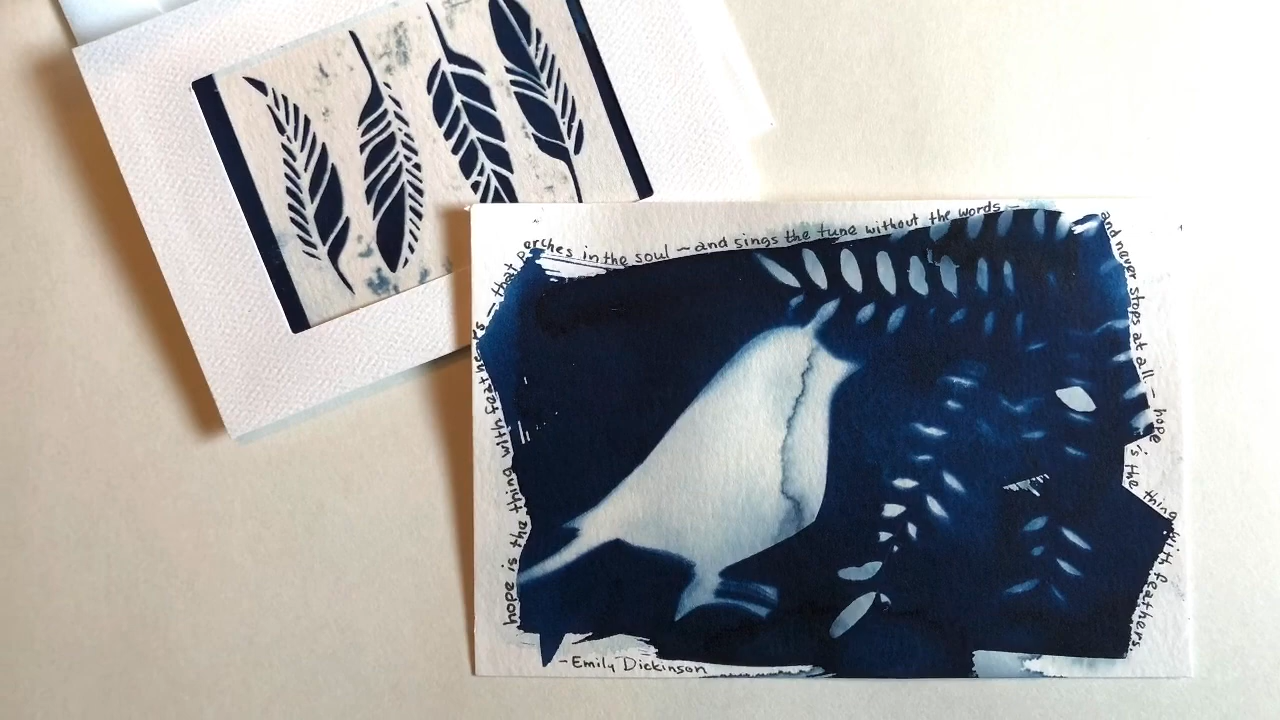 hope is the thing with feathers — that perches in the soul — and sings the tune without the words —
and never stops at all — hope is the thing with feathers.
- Emily Dickinson